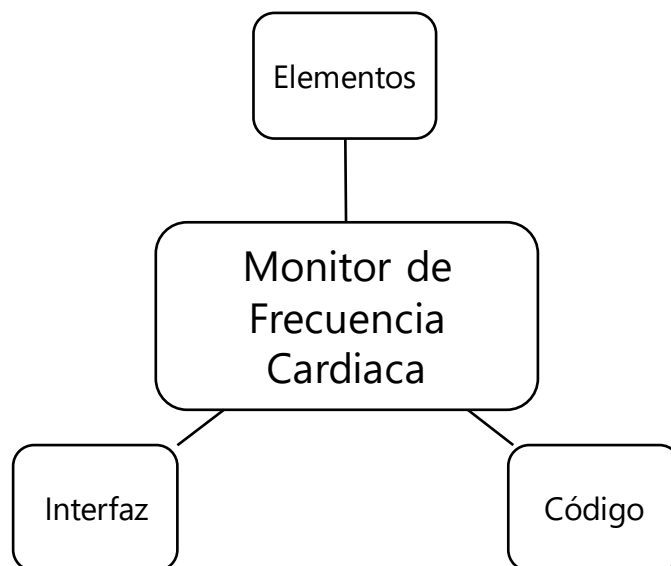 Elementos
Monitor de
Frecuencia
Cardiaca
Interfaz
Código